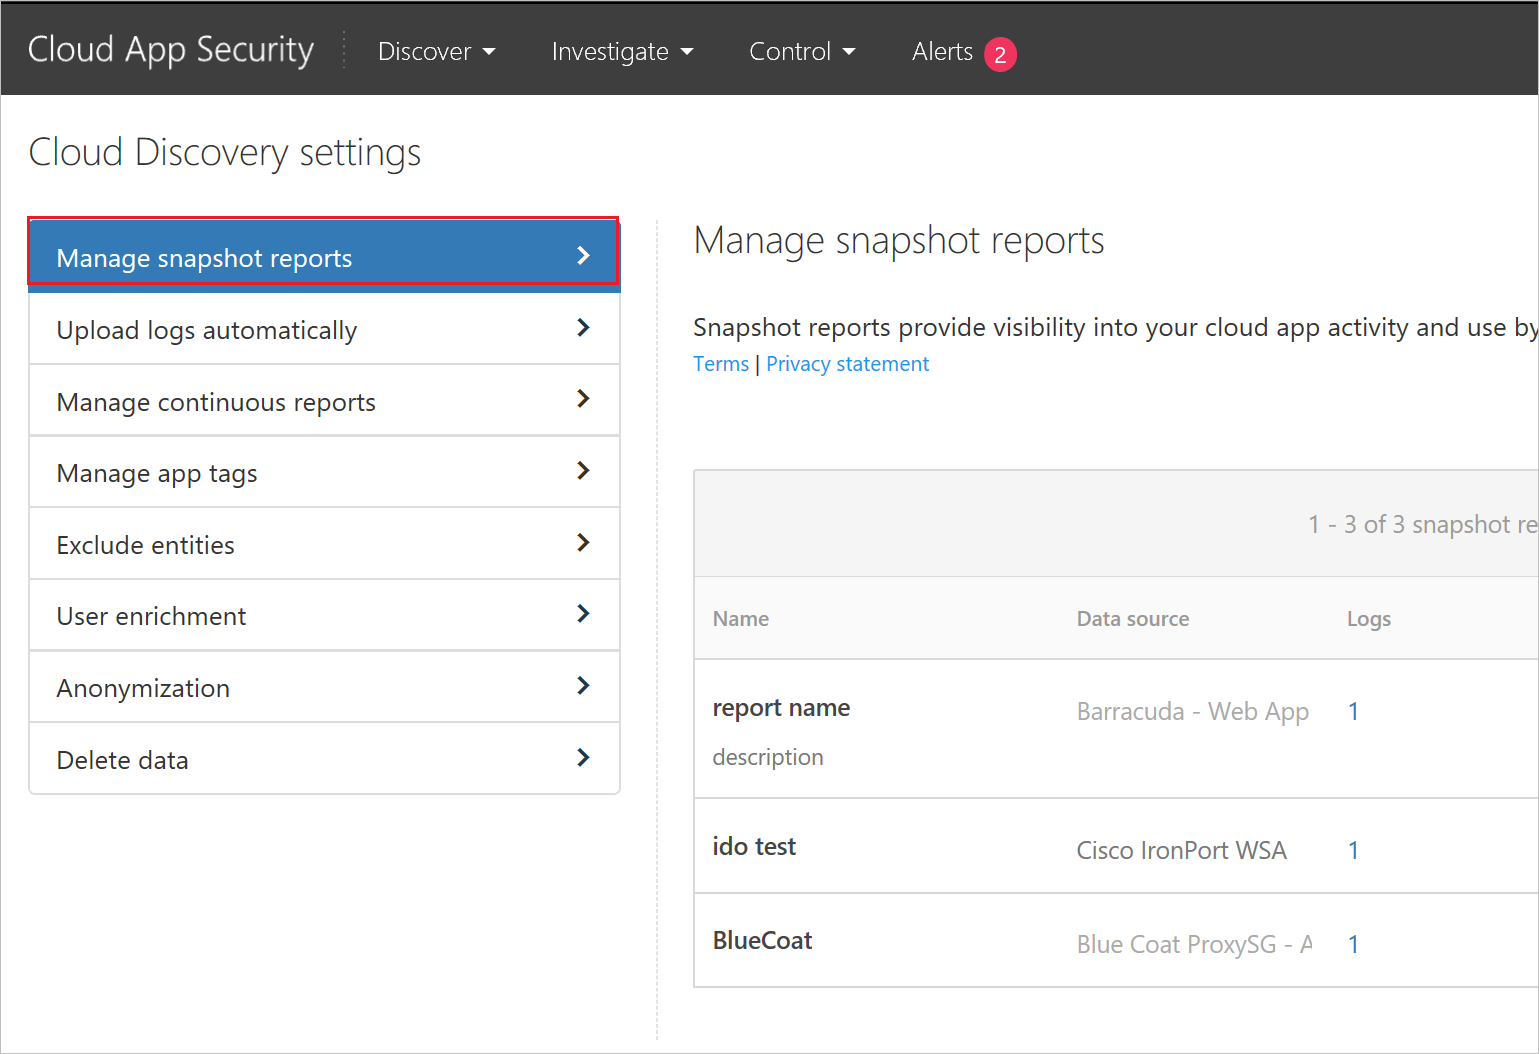 Cloud App Security Discover Investigate Control Alerts 2
Cloud Discovery settings
Manage snapshot reports
Upload logs automatically
Manage continuous reports
Manage app tags
Exclude entities
User enrichment
Anonymization
Delete data
Manage snapshot reports
Snapshot reports provide visibility into your cloud app activity and use by
Terms | Privacy statement
1 - 3 of 3 snapshot re
Name Data source Logs
report name Barracuda - Web App 1
description
ido test Cisco IronPort WSA 1
BlueCoat Blue Coat ProxySG - A 1